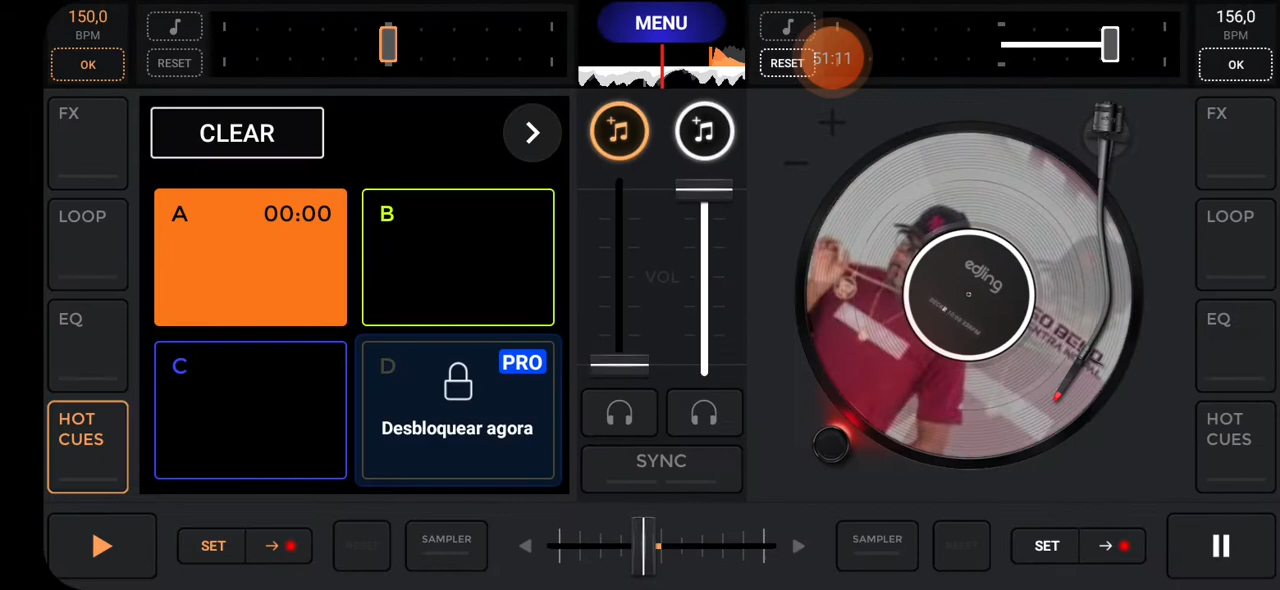 150,0
BPM
OK
RESET
MENU
RESET
51:11
156,0
BPM
OK
FX
LOOP
EQ
HOT
CUES
CLEAR
A 00:00
B
C
D PRO
Desbloquear agora
VOL
SYNC
edjing
FX
LOOP
EQ
HOT
CUES
SET
SAMPLER
SAMPLER
RESET
SET